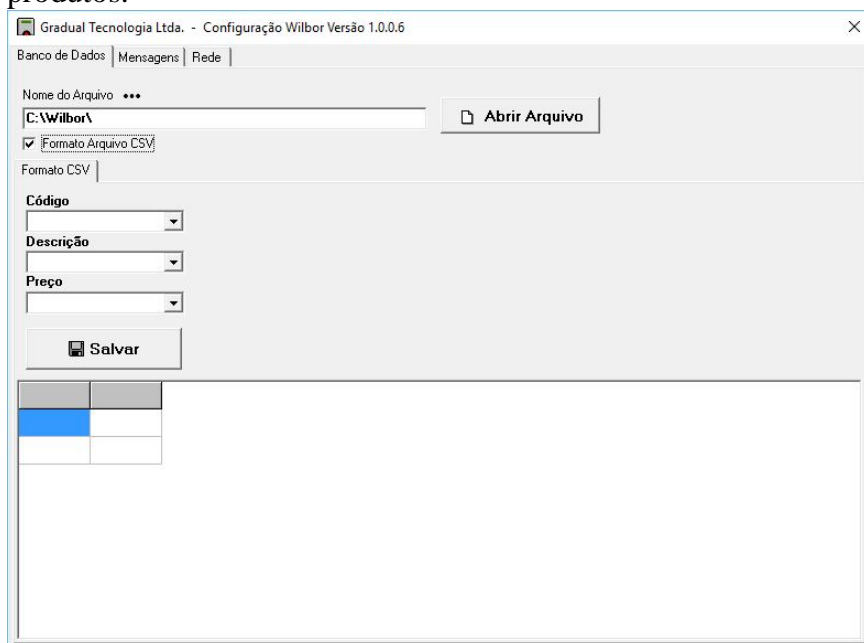 produtos.
Gradual Tecnologia Ltda. - Configuração Wilbor Versão 1.0.0.6
Banco de Dados Mensagens Rede
Nome do Arquivo •••
C:\Wilbor\
Abrir Arquivo
Formato Arquivo CSV
Formato CSV
Código
Descrição
Preço
Salvar